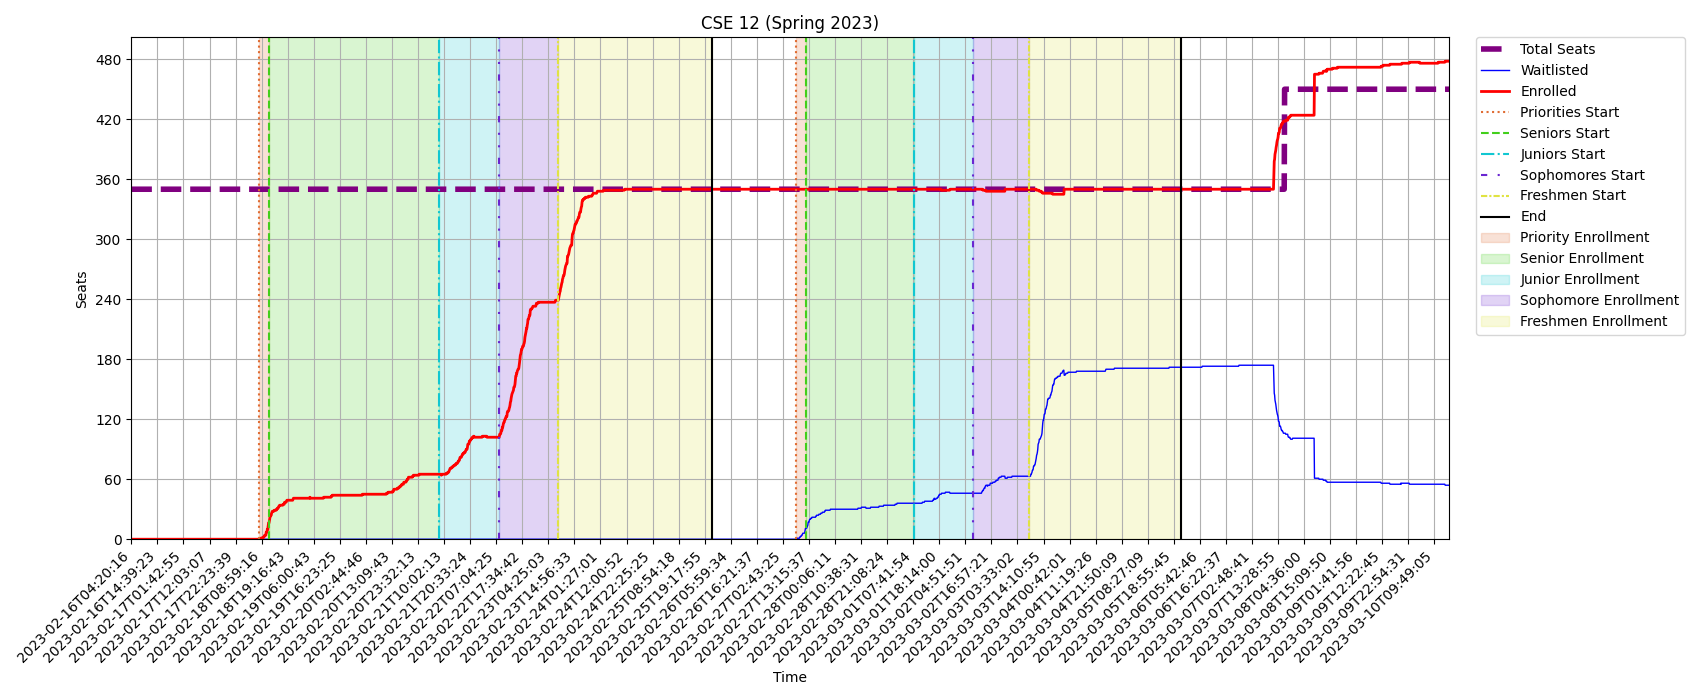 CSE 12 (Spring 2023)
Seats
480
420
360
300
240
180
120
60
0
2023-02-16T04:20:16
2023-02-16T14:39:23
2023-02-17T01:42:55
2023-02-17T12:03:07
2023-02-17T22:23:39
2023-02-18T08:59:16
2023-02-18T19:16:43
2023-02-19T06:00:43
2023-02-19T16:23:25
2023-02-20T02:44:46
2023-02-20T13:09:43
2023-02-20T23:32:13
2023-02-21T10:02:13
2023-02-21T20:33:24
2023-02-22T07:04:25
2023-02-22T17:34:42
2023-02-23T04:25:03
2023-02-23T14:56:33
2023-02-24T01:27:01
2023-02-24T12:00:52
2023-02-24T22:25:25
2023-02-25T08:54:18
2023-02-25T19:17:55
2023-02-26T05:59:34
2023-02-26T16:21:37
2023-02-27T02:43:25
2023-02-27T13:15:37
2023-02-28T00:06:11
2023-02-28T10:38:31
2023-02-28T21:08:24
2023-03-01T07:41:54
2023-03-01T18:14:00
2023-03-02T04:51:51
2023-03-02T16:57:21
2023-03-03T03:33:02
2023-03-03T14:10:55
2023-03-04T00:42:01
2023-03-04T11:19:26
2023-03-04T21:50:09
2023-03-05T08:27:09
2023-03-05T18:55:45
2023-03-06T05:42:46
2023-03-06T16:22:37
2023-03-07T02:48:41
2023-03-07T13:28:55
2023-03-08T04:36:00
2023-03-08T15:09:50
2023-03-09T01:41:56
2023-03-09T12:22:45
2023-03-09T22:54:31
2023-03-10T09:49:05
Time
Total Seats
Waitlisted
Enrolled
Priorities Start
Seniors Start
Juniors Start
Sophomores Start
Freshmen Start
End
Priority Enrollment
Senior Enrollment
Junior Enrollment
Sophomore Enrollment
Freshmen Enrollment